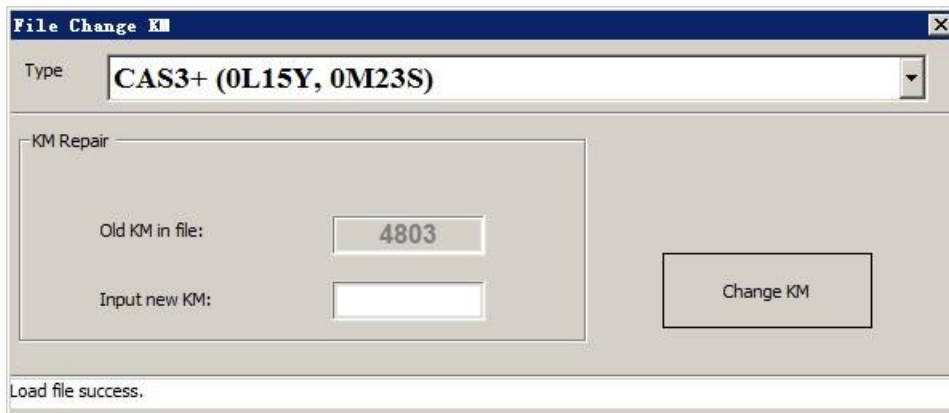 File Change KM
Type CAS3+ (0L15Y, 0M23S)
KM Repair
Old KM in file: 4803
Input new KM:
Change KM
Load file success.